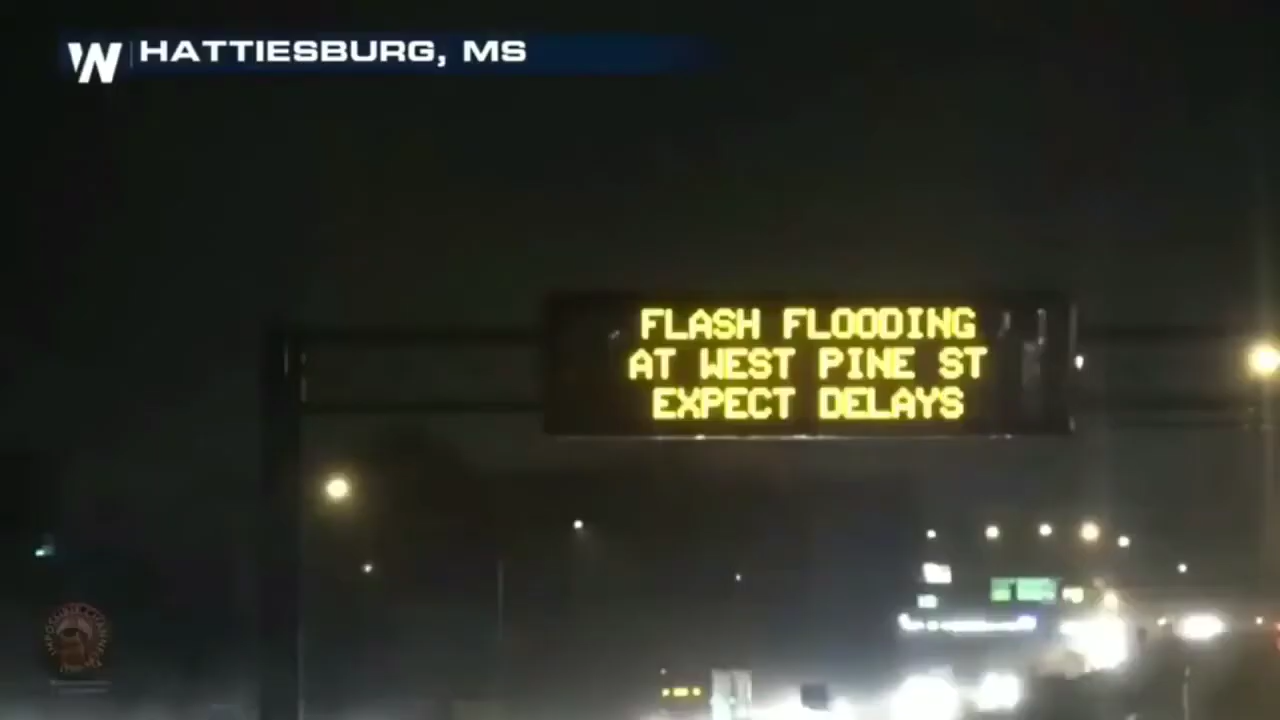 W HATTIESBURG, MS
FLASH FLOODING
AT WEST PINE ST
EXPECT DELAYS